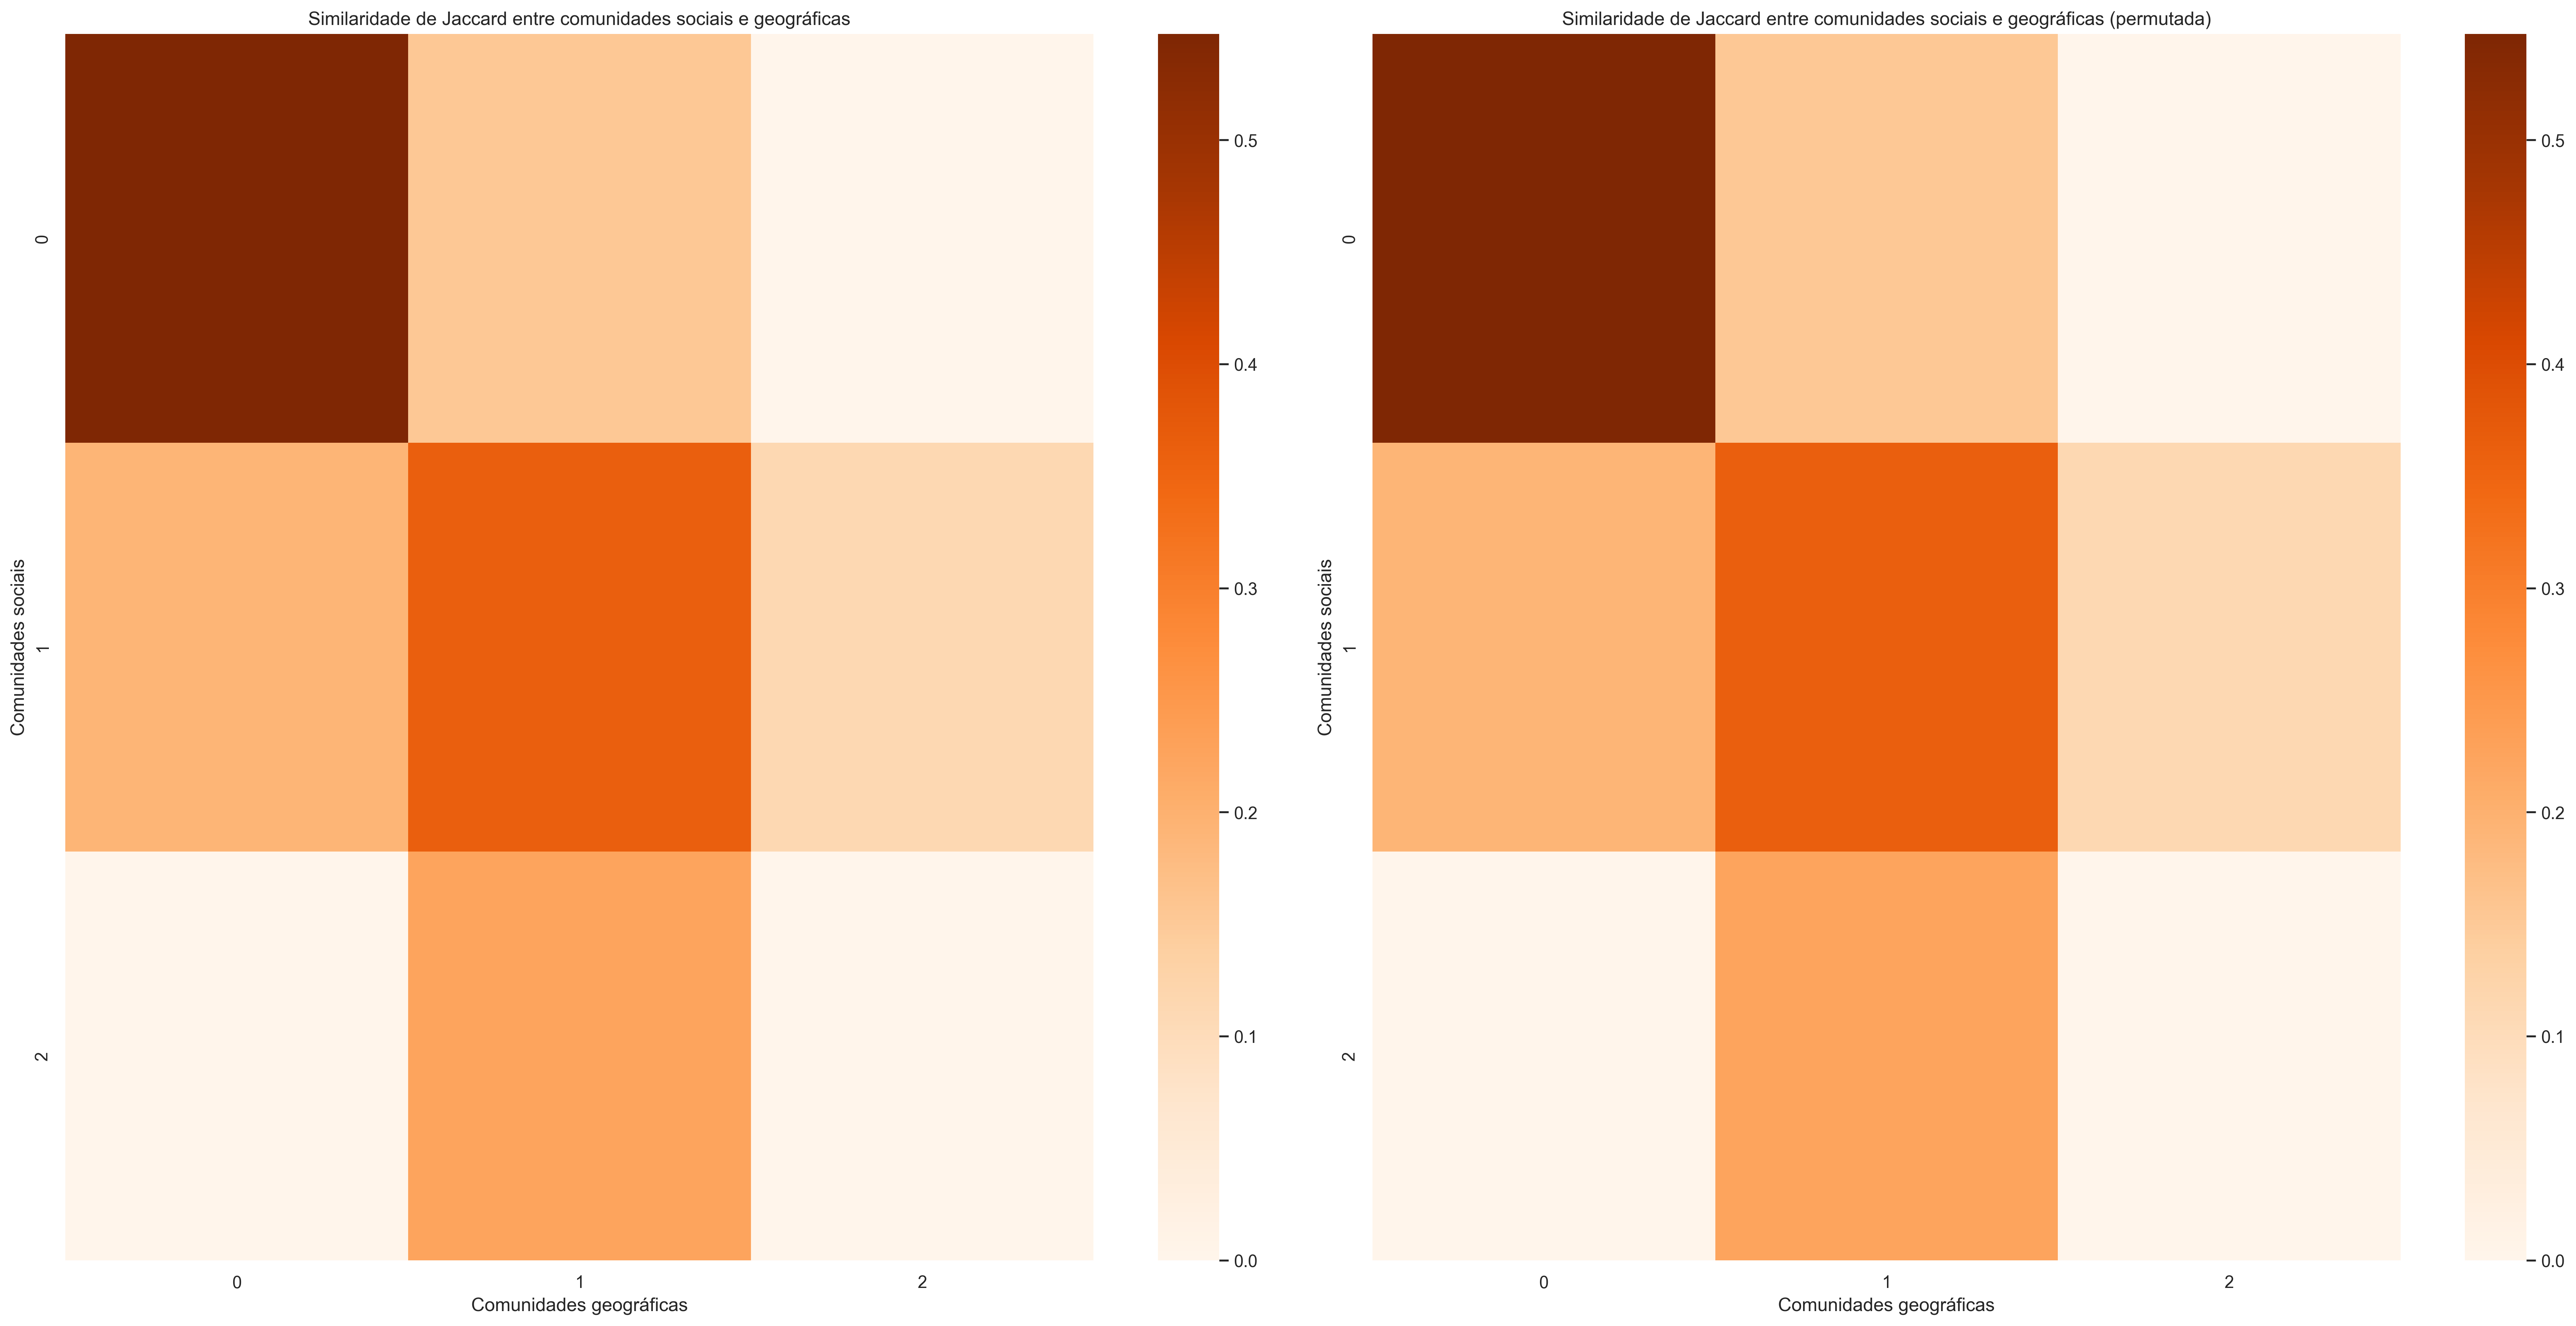 Similaridade de Jaccard entre comunidades sociais e geográficas
Comunidades sociais
0
1
2
0 1 2
Comunidades geográficas
0.5
0.4
0.3
0.2
0.1
0.0
Similaridade de Jaccard entre comunidades sociais e geográficas (permutada)
Comunidades sociais
0
1
2
0 1 2
Comunidades geográficas
0.5
0.4
0.3
0.2
0.1
0.0